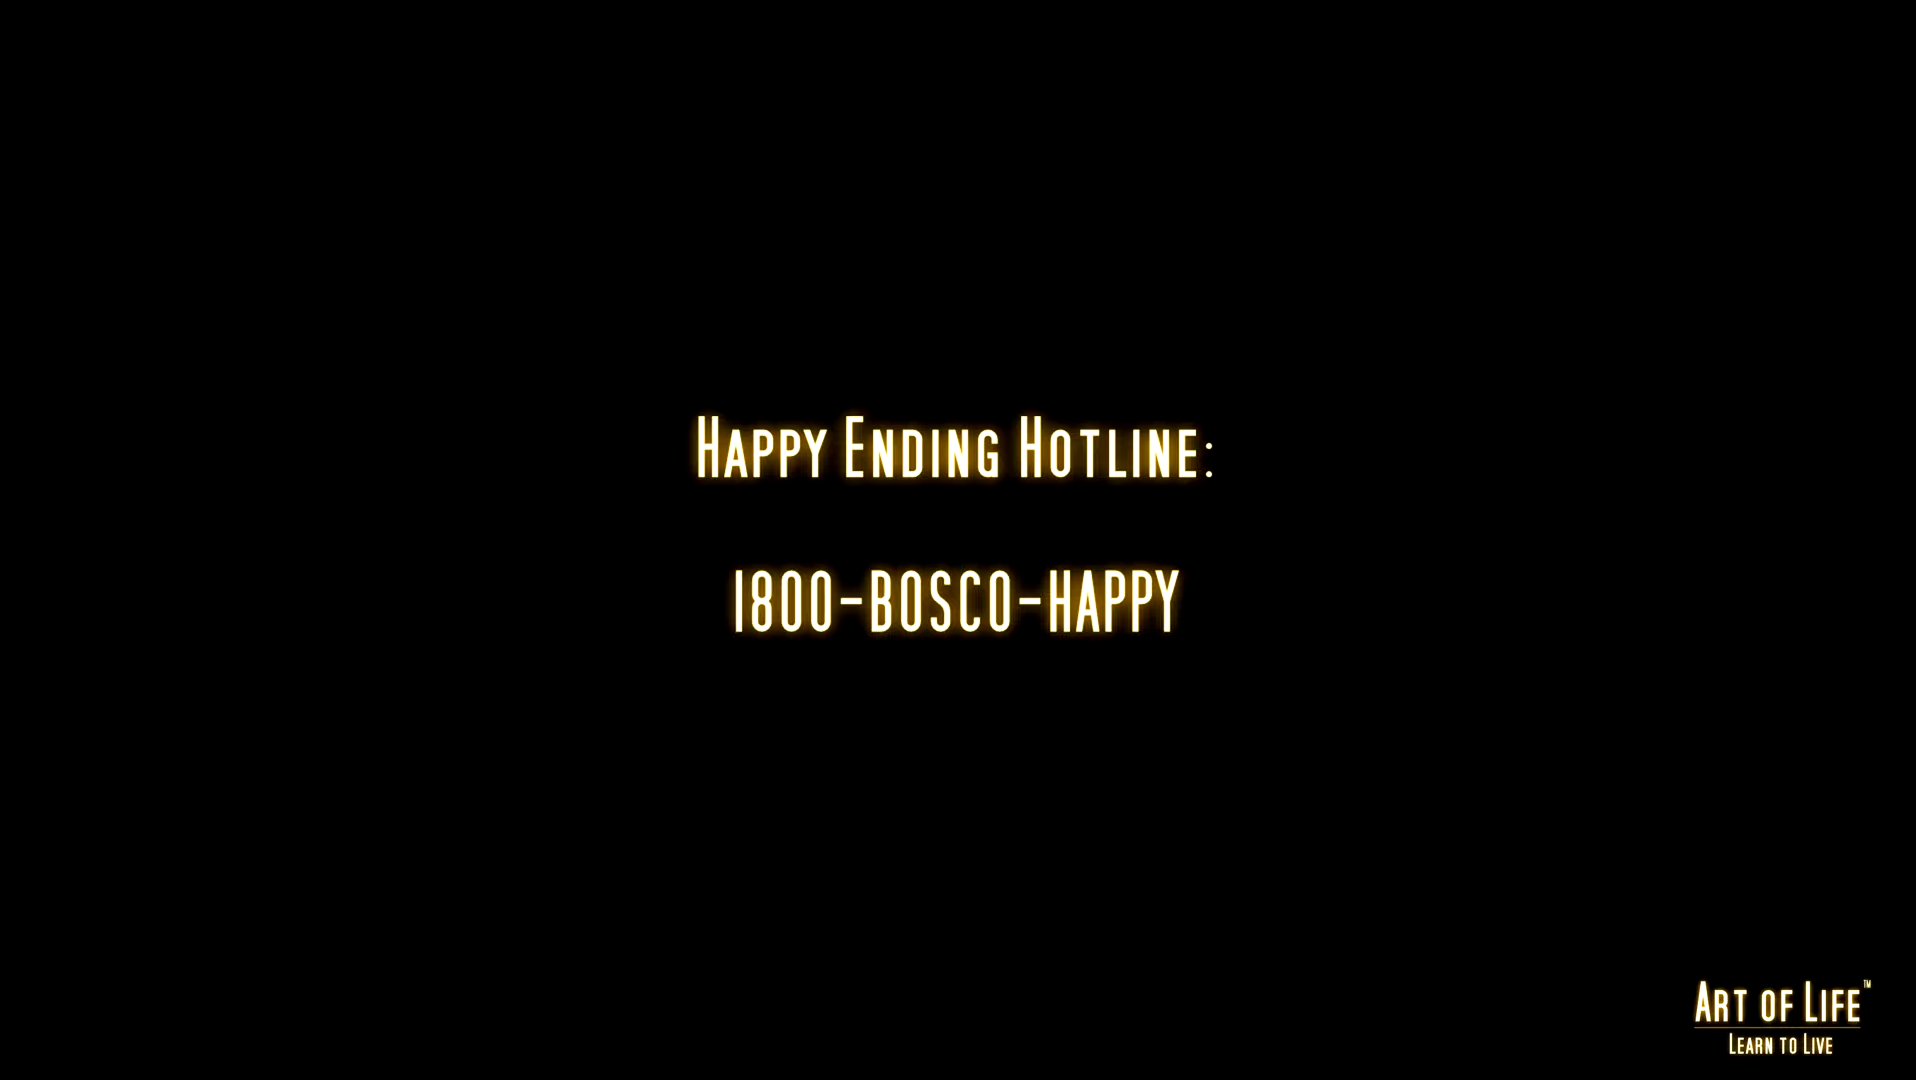 Happy Ending Hotline:
1800-BOSCO-HAPPY
Art of Life™
Learn to Live